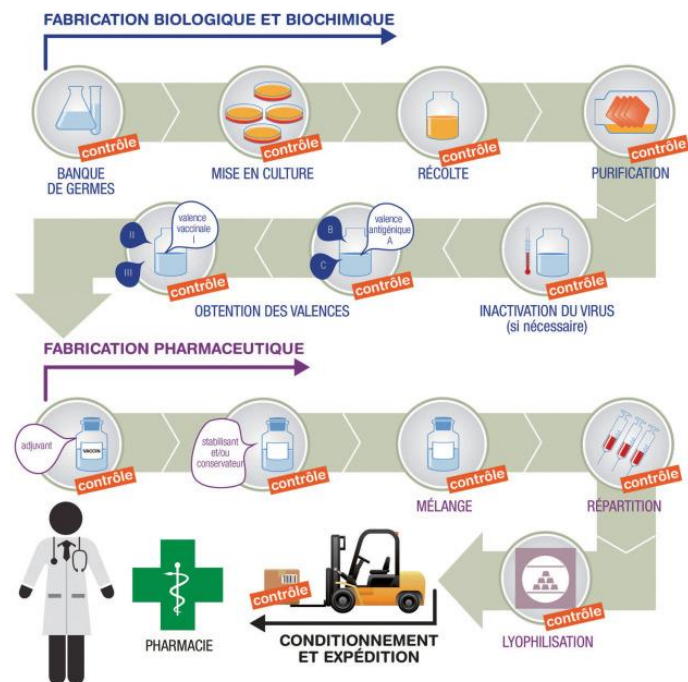 FABRICATION BIOLOGIQUE ET BIOCHIMIQUE
contrôle
BANQUE
DE GERMES
contrôle
MISE EN CULTURE
contrôle
RÉCOLTE
contrôle
PURIFICATION
II
III
valence
vaccinale
I
contrôle
B
C
valence
antigénique
A
contrôle
OBTENTION DES VALENCES
contrôle
INACTIVATION DU VIRUS
(si nécessaire)
FABRICATION PHARMACEUTIQUE
adjuvant
VACCIN
contrôle
stabilisant
et/ou
conservateur
contrôle
contrôle
MÉLANGE
contrôle
RÉPARTITION
contrôle
LYOPHILISATION
contrôle
CONDITIONNEMENT
ET EXPÉDITION
PHARMACIE